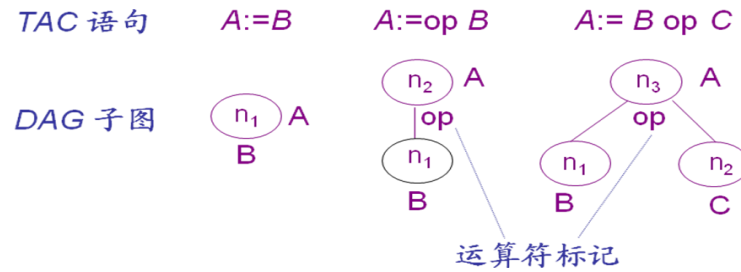 TAC 语句 A:=B A:=op B A:= B op C
n₂ A n₃ A
DAG 子图 n₁ A op op
B n₁ n₁ n₂
B B C
运算符标记